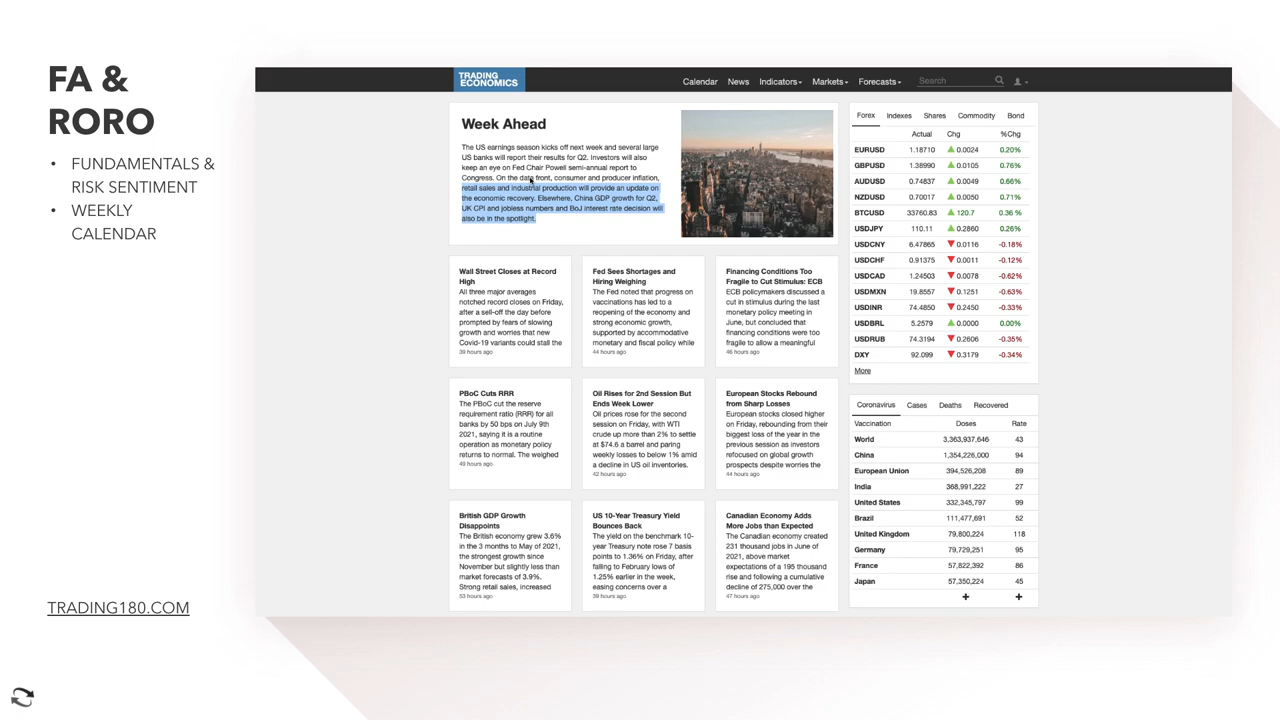 FA &
RORO
• FUNDAMENTALS &
RISK SENTIMENT
• WEEKLY
CALENDAR
TRADING180.COM
TRADING
ECONOMICS
Calendar News Indicators Markets Forecasts Search
Week Ahead
The US earnings season kicks off next week and several large
US banks will report their results for Q2. Investors will also
keep an eye on Fed Chair Powell semi-annual report to
Congress. On the data front, consumer and producer inflation,
retail sales and industrial production will provide an update on
the economic recovery. Elsewhere, China GDP growth for Q2,
UK CPI and jobless numbers and BoJ interest rate decision will
also be in the spotlight.
Wall Street Closes at Record
High
All three major averages
notched record closes on Friday,
after a sell-off the day before
prompted by fears of slowing
growth and worries that new
Covid-19 variants could stall the
39 hours ago
Fed Sees Shortages and
Hiring Weighing
The Fed noted that progress on
vaccinations has led to a
reopening of the economy and
strong economic growth,
supported by accommodative
monetary and fiscal policy while
44 hours ago
Financing Conditions Too
Fragile to Cut Stimulus: ECB
ECB policymakers discussed a
cut in stimulus during the last
monetary policy meeting in
June, but concluded that
financing conditions were too
fragile to allow a meaningful
46 hours ago
PBoC Cuts RRR
The PBoC cut the reserve
requirement ratio (RRR) for all
banks by 50 bps on July 9th
2021, saying it is a routine
operation as monetary policy
returns to normal. The weighed
49 hours ago
Oil Rises for 2nd Session But
Ends Week Lower
Oil prices rose for the second
session on Friday, with WTI
crude up more than 2% to settle
at $74.6 a barrel and paring
weekly losses to below 1% amid
a decline in US oil inventories.
42 hours ago
European Stocks Rebound
from Sharp Losses
European stocks closed higher
on Friday, rebounding from their
biggest loss of the year in the
previous session as investors
refocused on global growth
prospects despite worries the
44 hours ago
British GDP Growth
Disappoints
The British economy grew 3.6%
in the 3 months to May of 2021,
the strongest growth since
November but slightly less than
market forecasts of 3.9%.
Strong retail sales, increased
53 hours ago
US 10-Year Treasury Yield
Bounces Back
The yield on the benchmark 10-
year Treasury note rose 7 basis
points to 1.36% on Friday, after
falling to February lows of
1.25% earlier in the week,
easing concerns over a
39 hours ago
Canadian Economy Adds
More Jobs than Expected
The Canadian economy created
231 thousand jobs in June of
2021, above market
expectations of a 195 thousand
rise and following a cumulative
decline of 275,000 over the
47 hours ago
Forex Indexes Shares Commodity Bond
Actual Chg %Chg
EURUSD 1.18710 0.0024 0.20%
GBPUSD 1.38990 0.0105 0.76%
AUDUSD 0.74837 0.0049 0.66%
NZDUSD 0.70017 0.0050 0.71%
BTCUSD 33760.83 120.7 0.36 %
USDJPY 110.11 0.2860 0.26%
USDCNY 6.47865 0.0116 -0.18%
USDCHF 0.91375 0.0011 -0.12%
USDCAD 1.24503 0.0078 -0.62%
USDMXN 19.8557 0.1251 -0.63%
USDINR 74.4850 0.2450 -0.33%
USDBRL 5.2579 0.0000 0.00%
USDRUB 74.3194 0.2606 -0.35%
DXY 92.099 0.3179 -0.34%
More
Coronavirus Cases Deaths Recovered
Vaccination Doses Rate
World 3,363,937,646 43
China 1,354,226,000 94
European Union 394,526,208 89
India 368,991,222 27
United States 332,345,797 99
Brazil 111,477,691 52
United Kingdom 79,800,224 118
Germany 79,729,251 95
France 57,822,392 86
Japan 57,350,224 45
+ +